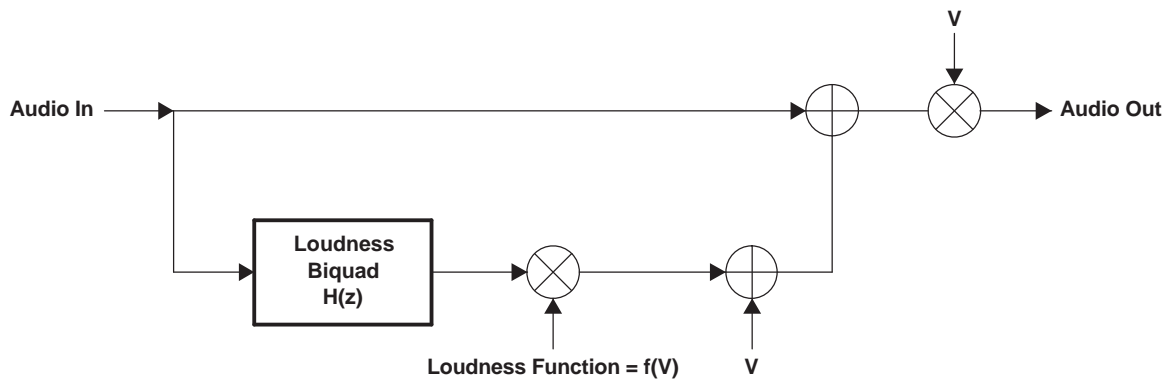 V
Audio In
Audio Out
Loudness
Biquad
H(z)
Loudness Function = f(V)
V